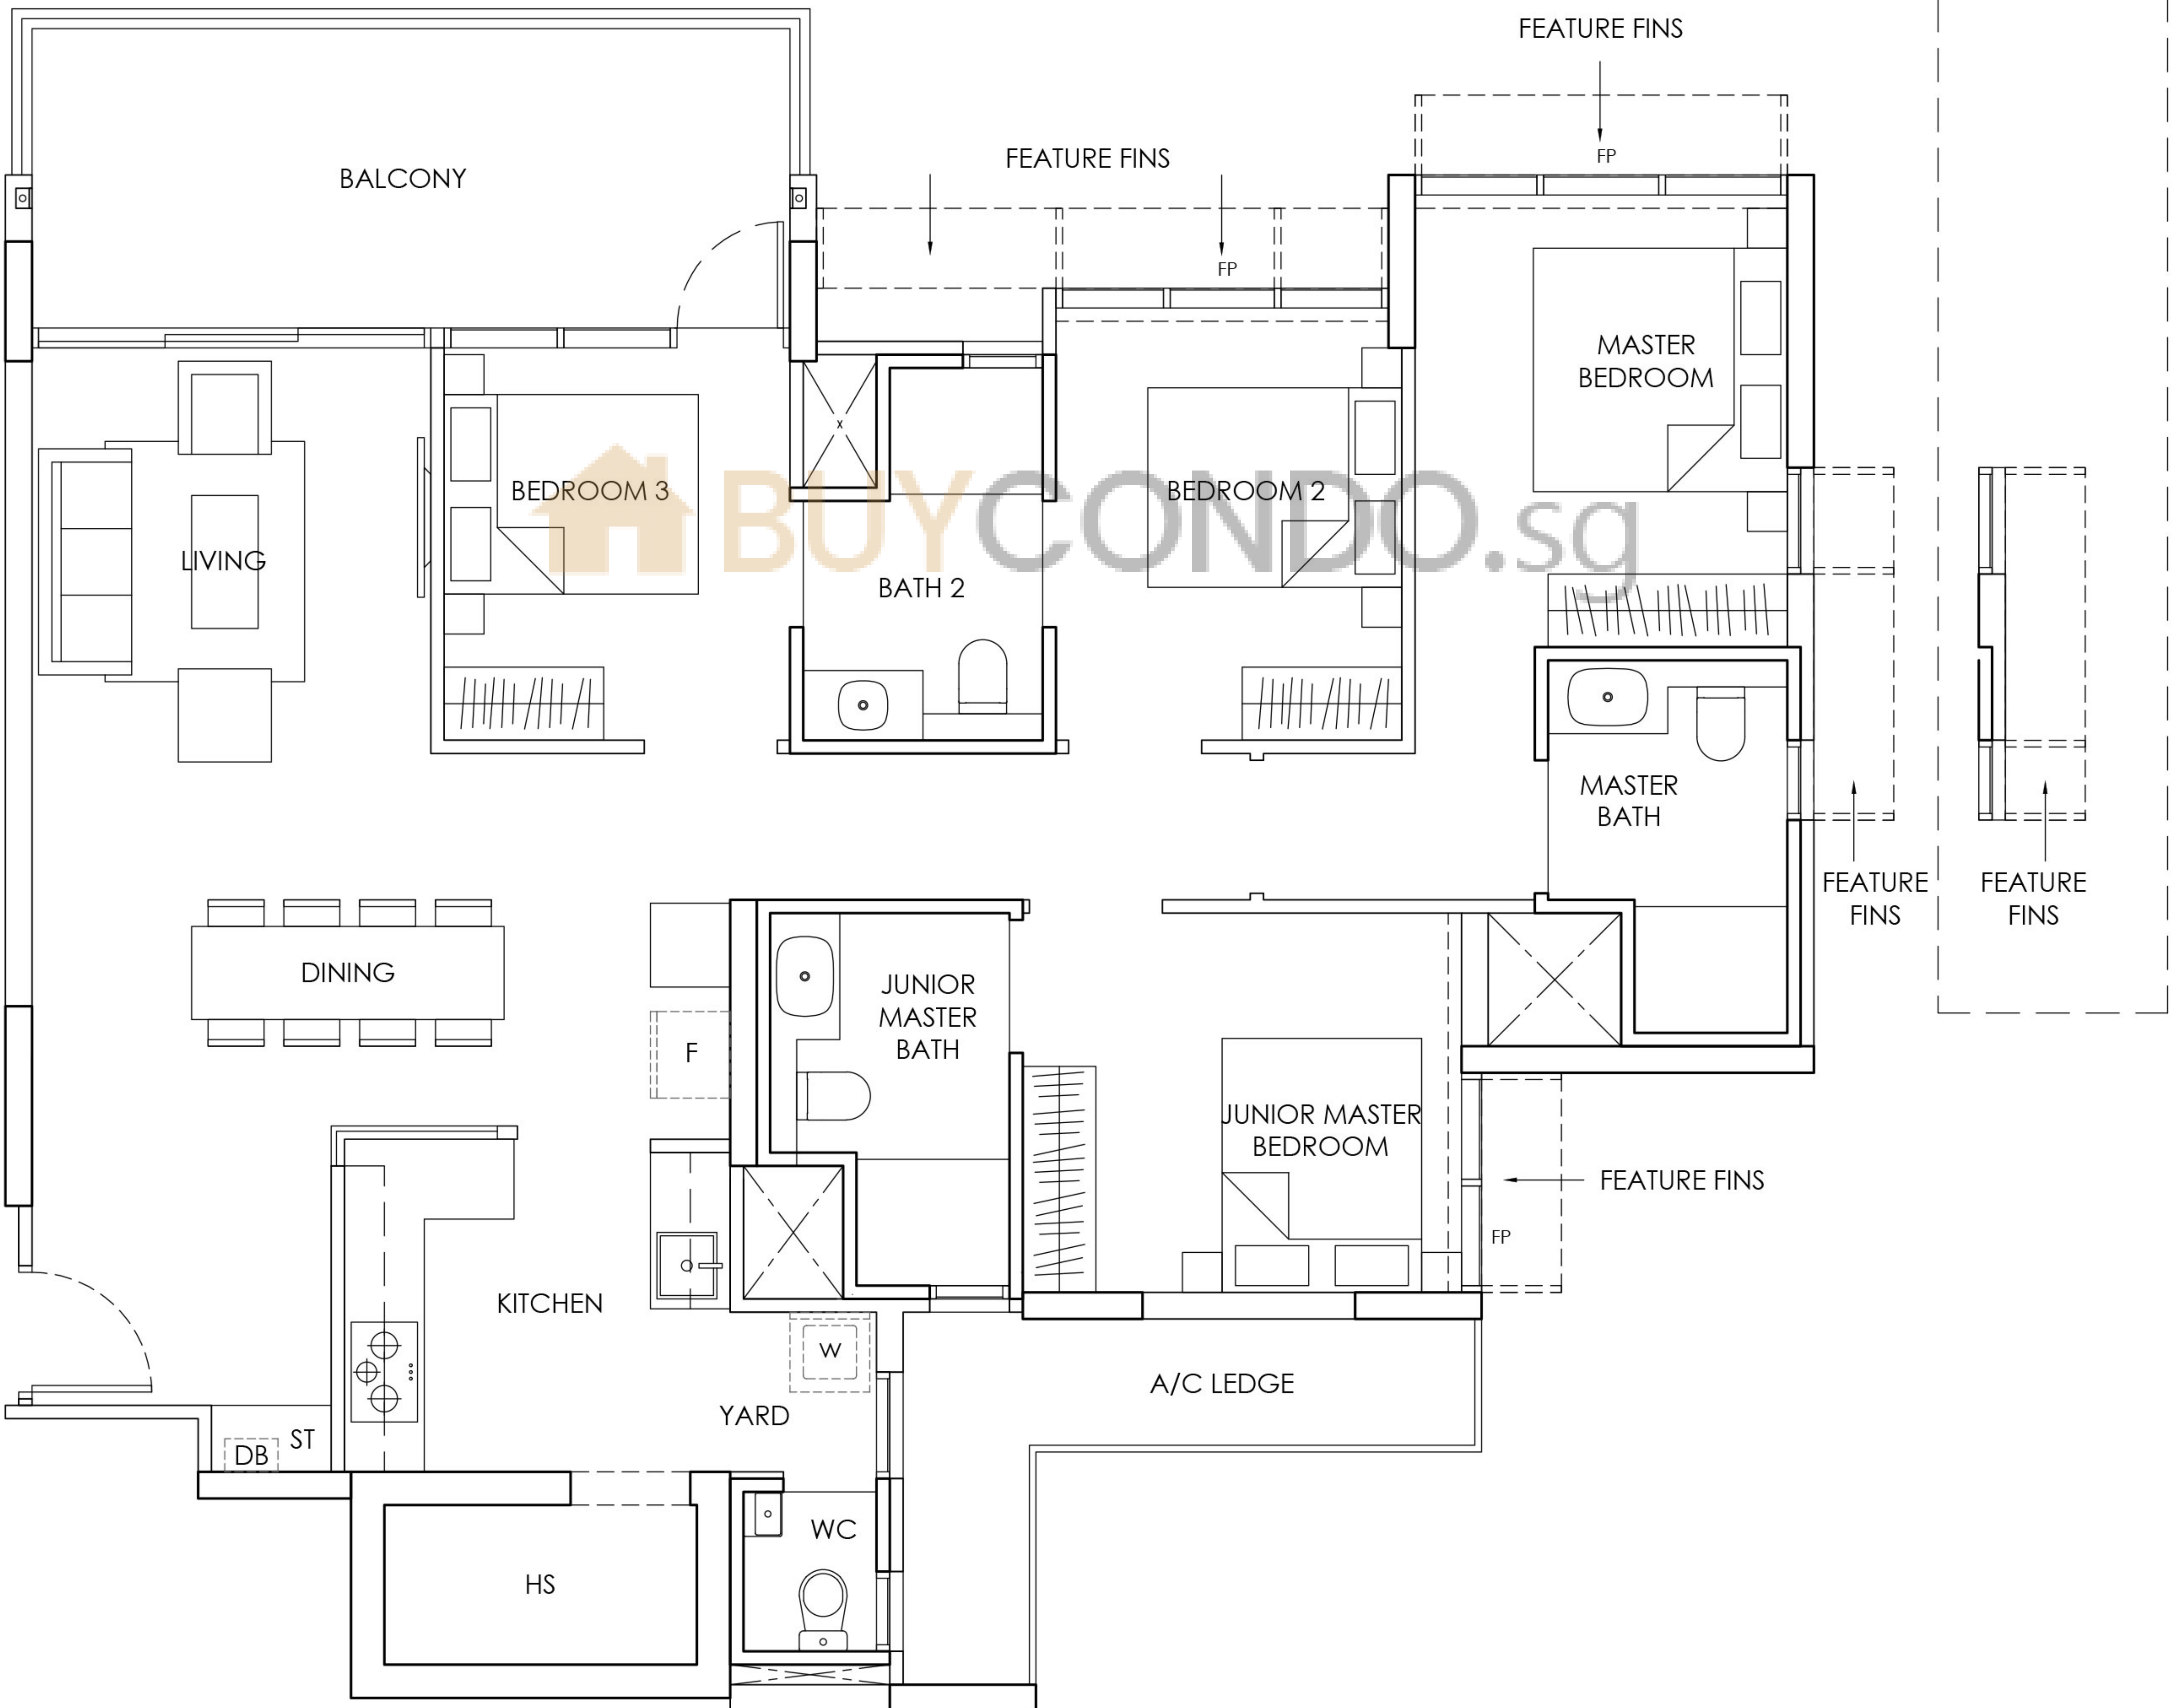 FEATURE FINS
FP
FEATURE FINS
FP
BALCONY
MASTER
BEDROOM
BEDROOM 3
BEDROOM 2
BUYCONDO.sg
LIVING
BATH 2
MASTER
BATH
FEATURE
FINS
FEATURE
FINS
DINING
JUNIOR
MASTER
BATH
F
JUNIOR MASTER
BEDROOM
FEATURE FINS
FP
KITCHEN
W
A/C LEDGE
YARD
ST
DB
WC
HS